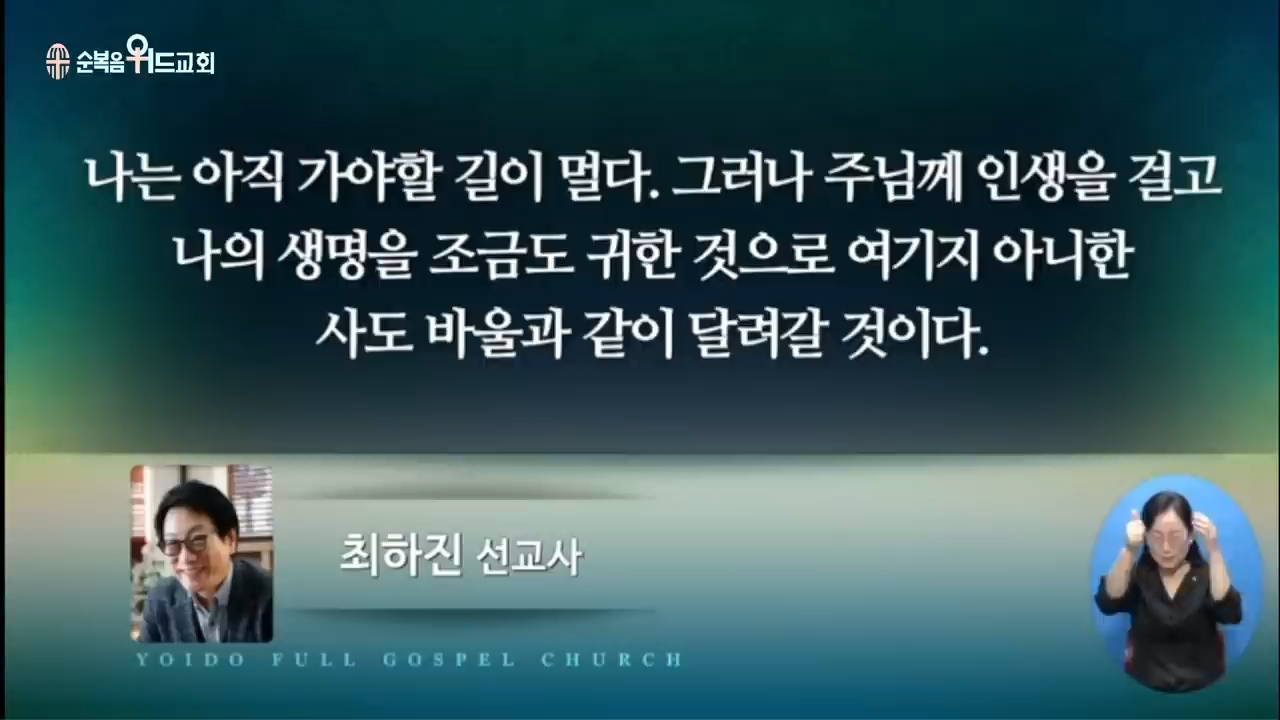 순복음위드교회
나는 아직 가야할 길이 멀다. 그러나 주님께 인생을 걸고
나의 생명을 조금도 귀한 것으로 여기지 아니한
사도 바울과 같이 달려갈 것이다.
최하진 선교사
YOIDO FULL GOSPEL CHURCH